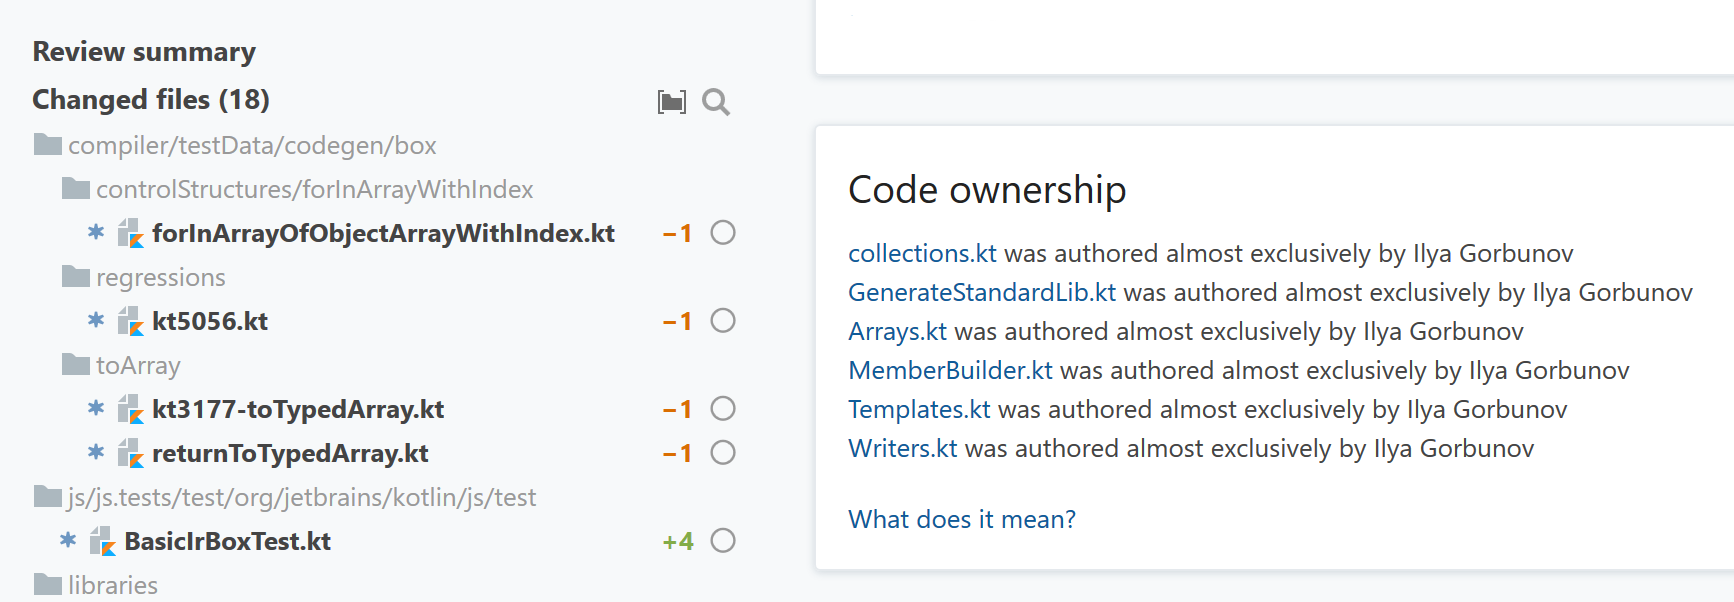 Review summary
Changed files (18)
compiler/testData/codegen/box
controlStructures/forInArrayWithIndex
forInArrayOfObjectArrayWithIndex.kt −1
regressions
kt5056.kt −1
toArray
kt3177-toTypedArray.kt −1
returnToTypedArray.kt −1
js/js.tests/test/org/jetbrains/kotlin/js/test
BasicIrBoxTest.kt +4
libraries
Code ownership
collections.kt was authored almost exclusively by Ilya Gorbunov
GenerateStandardLib.kt was authored almost exclusively by Ilya Gorbunov
Arrays.kt was authored almost exclusively by Ilya Gorbunov
MemberBuilder.kt was authored almost exclusively by Ilya Gorbunov
Templates.kt was authored almost exclusively by Ilya Gorbunov
Writers.kt was authored almost exclusively by Ilya Gorbunov
What does it mean?